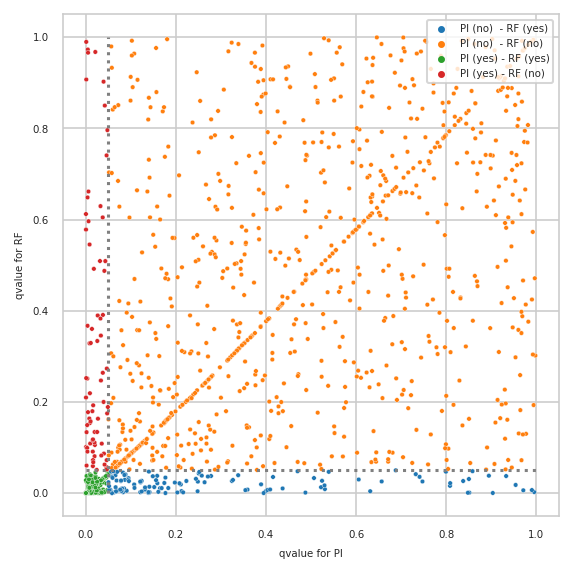 PI (no)  - RF (yes)
PI (no)  - RF (no)
PI (yes) - RF (yes)
PI (yes) - RF (no)
1.0
0.8
0.6
0.4
0.2
0.0
qvalue for RF
0.0 0.2 0.4 0.6 0.8 1.0
qvalue for PI